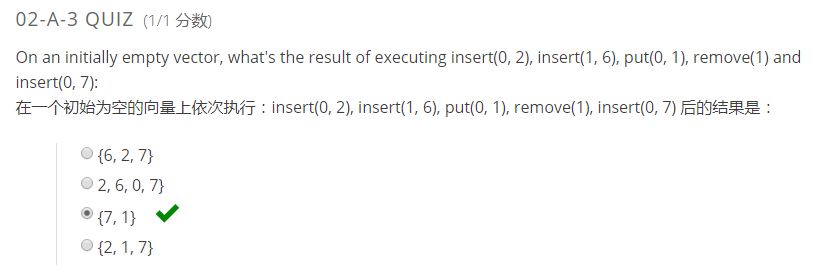 02-A-3 QUIZ (1/1 分数)
On an initially empty vector, what's the result of executing insert(0, 2), insert(1, 6), put(0, 1), remove(1) and
insert(0, 7):
在一个初始为空的向量上依次执行：insert(0, 2), insert(1, 6), put(0, 1), remove(1), insert(0, 7) 后的结果是：
{6, 2, 7}
2, 6, 0, 7}
{7, 1}
{2, 1, 7}